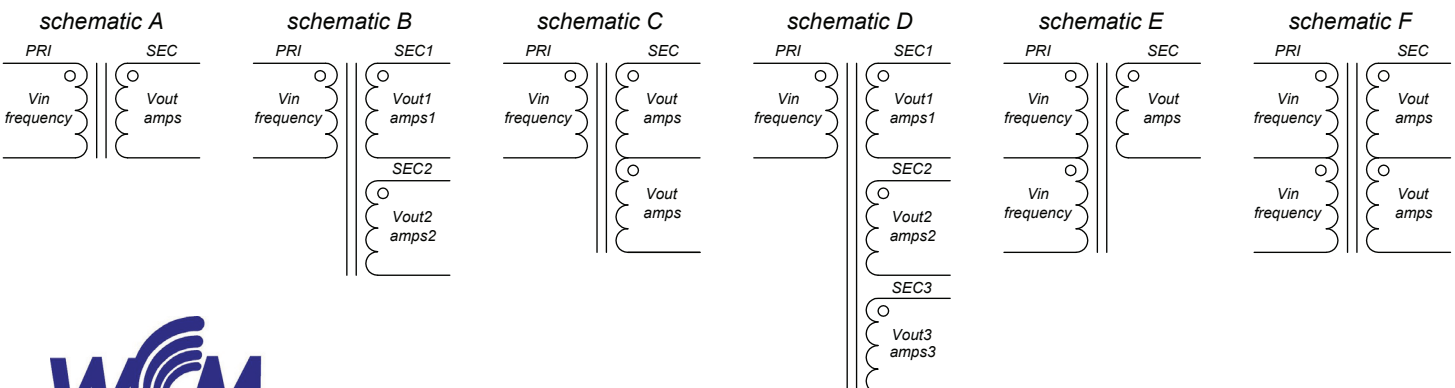 schematic A
PRI
SEC
Vin
frequency
Vout
amps
schematic B
PRI
SEC1
Vin
frequency
Vout1
amps1
SEC2
Vout2
amps2
schematic C
PRI
SEC
Vin
frequency
Vout
amps
Vout
amps
schematic D
PRI
SEC1
Vin
frequency
Vout1
amps1
SEC2
Vout2
amps2
SEC3
Vout3
amps3
schematic E
PRI
SEC
Vin
frequency
Vout
amps
Vin
frequency
schematic F
PRI
SEC
Vin
frequency
Vout
amps
Vin
frequency
Vout
amps